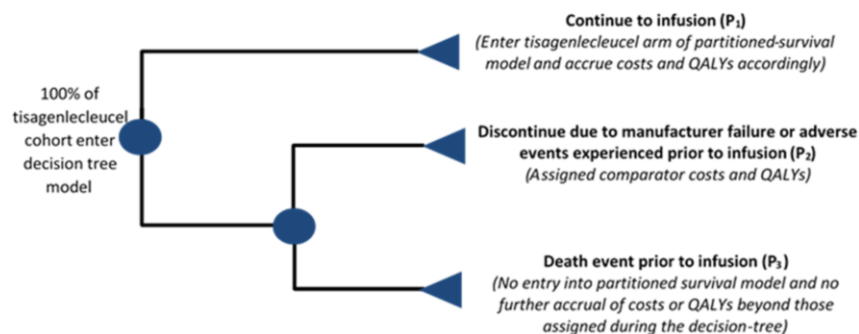 100% of
tisagenlecleucel
cohort enter
decision tree
model
Continue to infusion (P₁)
(Enter tisagenlecleucel arm of partitioned-survival
model and accrue costs and QALYs accordingly)
Discontinue due to manufacturer failure or adverse
events experienced prior to infusion (P₂)
(Assigned comparator costs and QALYs)
Death event prior to infusion (P₃)
(No entry into partitioned survival model and no
further accrual of costs or QALYs beyond those
assigned during the decision-tree)